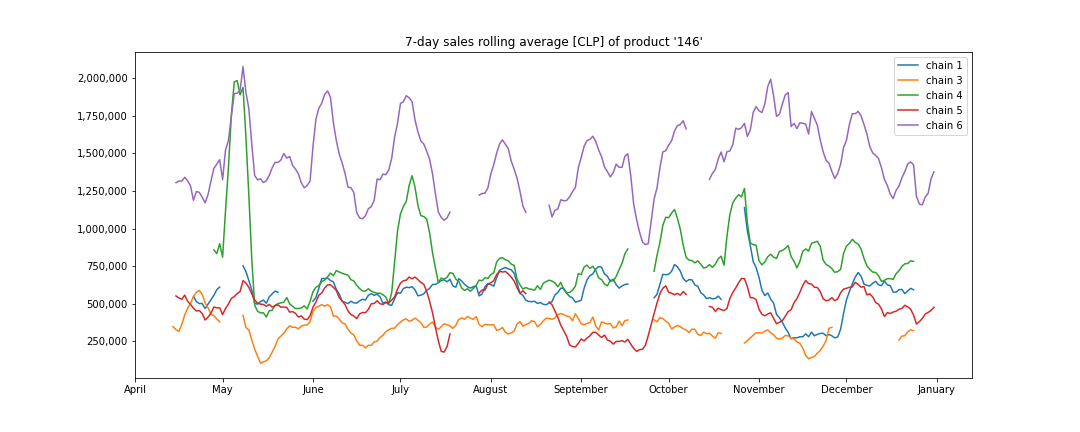 7-day sales rolling average [CLP] of product '146'
chain 1
chain 3
chain 4
chain 5
chain 6
2,000,000
1,750,000
1,500,000
1,250,000
1,000,000
750,000
500,000
250,000
April May June July August September October November December January